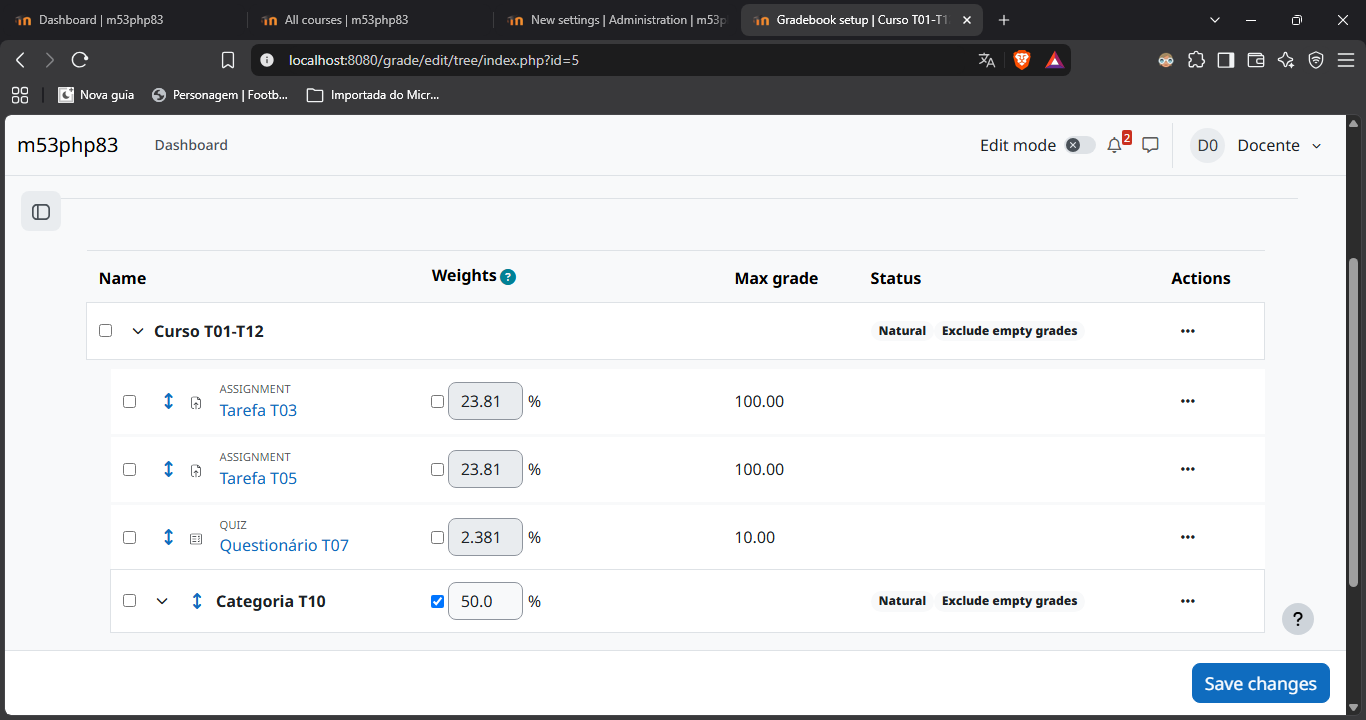 Dashboard | m53php83
All courses | m53php83
New settings | Administration | m53p
Gradebook setup | Curso T01-T1
localhost:8080/grade/edit/tree/index.php?id=5
Nova guia
Personagem | Footb...
Importada do Micr...
m53php83
Dashboard
Edit mode
2
D0
Docente
Name
Weights
?
Max grade
Status
Actions
Curso T01-T12
Natural
Exclude empty grades
ASSIGNMENT
Tarefa T03
23.81 %
100.00
ASSIGNMENT
Tarefa T05
23.81 %
100.00
QUIZ
Questionário T07
2.381 %
10.00
Categoria T10
50.0 %
Natural
Exclude empty grades
?
Save changes